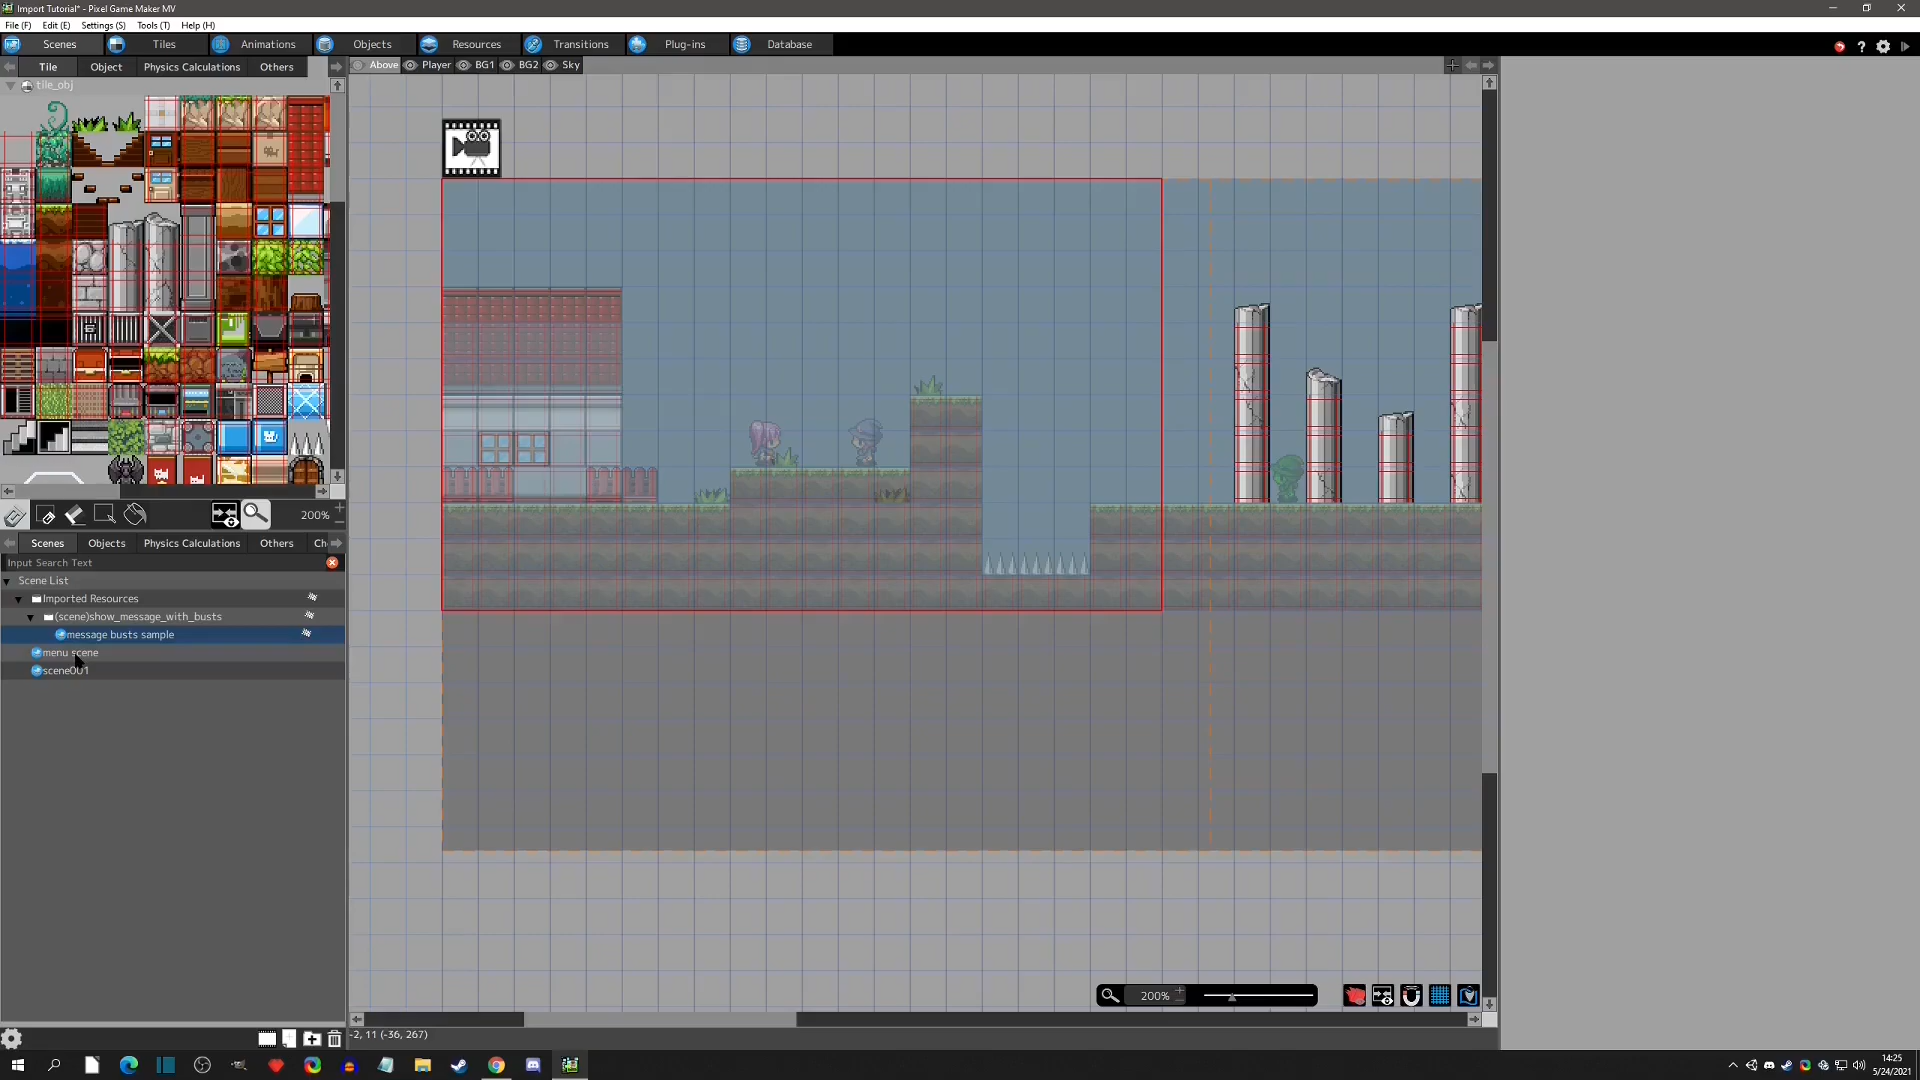 Import Tutorial* - Pixel Game Maker MV
File (F) Edit (E) Settings (S) Tools (T) Help (H)
Scenes Tiles Animations Objects Resources Transitions Plug-ins Database
Tile Object Physics Calculations Others
Above Player BG1 BG2 Sky
tile_obj
200%
Scenes Objects Physics Calculations Others Ch
Input Search Text
Scene List
Imported Resources
(scene)show_message_with_busts
message busts sample
menu scene
scene001
200%
-2, 11 (-36, 267)
14:25
5/24/2021